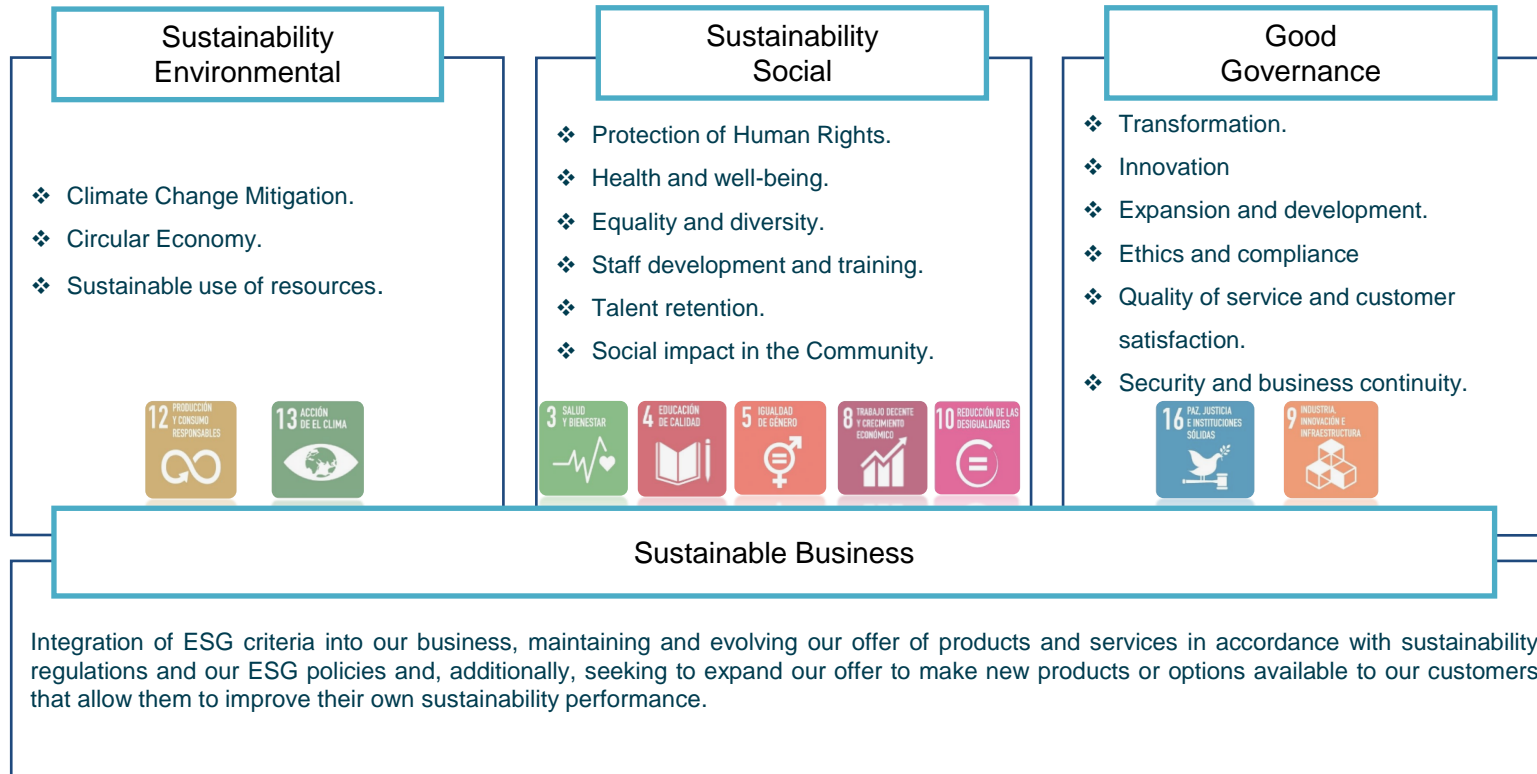 Sustainability
Environmental
❖ Climate Change Mitigation.
❖ Circular Economy.
❖ Sustainable use of resources.
12 PRODUCCIÓN
Y CONSUMO
RESPONSABLES
13 ACCIÓN
DE EL CLIMA
Sustainability
Social
❖ Protection of Human Rights.
❖ Health and well-being.
❖ Equality and diversity.
❖ Staff development and training.
❖ Talent retention.
❖ Social impact in the Community.
3 SALUD
Y BIENESTAR
4 EDUCACIÓN
DE CALIDAD
5 IGUALDAD
DE GÉNERO
8 TRABAJO DECENTE
Y CRECIMIENTO
ECONÓMICO
10 REDUCCIÓN DE LAS
DESIGUALDADES
Good
Governance
❖ Transformation.
❖ Innovation
❖ Expansion and development.
❖ Ethics and compliance
❖ Quality of service and customer
satisfaction.
❖ Security and business continuity.
16 PAZ, JUSTICIA
E INSTITUCIONES
SÓLIDAS
9 INDUSTRIA,
INNOVACIÓN E
INFRAESTRUCTURA
Sustainable Business
Integration of ESG criteria into our business, maintaining and evolving our offer of products and services in accordance with sustainability
regulations and our ESG policies and, additionally, seeking to expand our offer to make new products or options available to our customers
that allow them to improve their own sustainability performance.